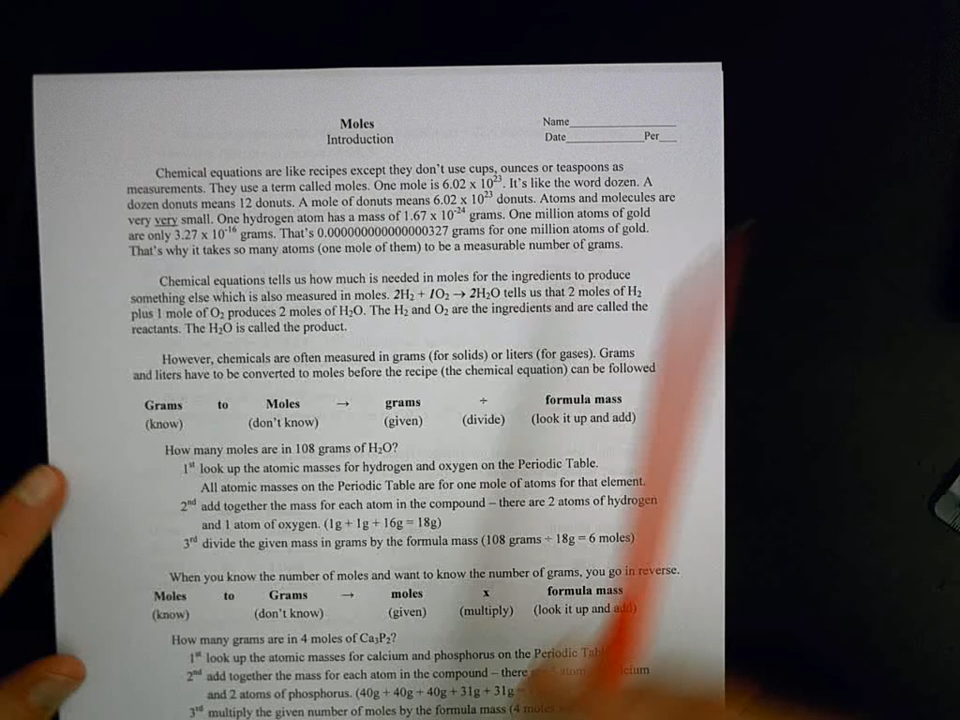 Moles
Name
Introduction
Date Per
Chemical equations are like recipes except they don't use cups, ounces or teaspoons as
measurements. They use a term called moles. One mole is 6.02 x 10²³. It's like the word dozen. A
dozen donuts means 12 donuts. A mole of donuts means 6.02 x 10²³ donuts. Atoms and molecules are
very very small. One hydrogen atom has a mass of 1.67 x 10⁻²⁴ grams. One million atoms of gold
are only 3.27 x 10⁻¹⁶ grams. That's 0.000000000000000327 grams for one million atoms of gold.
That's why it takes so many atoms (one mole of them) to be a measurable number of grams.
Chemical equations tells us how much is needed in moles for the ingredients to produce
something else which is also measured in moles. 2H₂ + 1O₂ → 2H₂O tells us that 2 moles of H₂
plus 1 mole of O₂ produces 2 moles of H₂O. The H₂ and O₂ are the ingredients and are called the
reactants. The H₂O is called the product.
However, chemicals are often measured in grams (for solids) or liters (for gases). Grams
and liters have to be converted to moles before the recipe (the chemical equation) can be followed
Grams to Moles → grams ÷ formula mass
(know) (don't know) (given) (divide) (look it up and add)
How many moles are in 108 grams of H₂O?
1ˢᵗ look up the atomic masses for hydrogen and oxygen on the Periodic Table.
All atomic masses on the Periodic Table are for one mole of atoms for that element.
2ⁿᵈ add together the mass for each atom in the compound – there are 2 atoms of hydrogen
and 1 atom of oxygen. (1g + 1g + 16g = 18g)
3ʳᵈ divide the given mass in grams by the formula mass (108 grams ÷ 18g = 6 moles)
When you know the number of moles and want to know the number of grams, you go in reverse.
Moles to Grams → moles x formula mass
(know) (don't know) (given) (multiply) (look it up and add)
How many grams are in 4 moles of Ca₃P₂?
1ˢᵗ look up the atomic masses for calcium and phosphorus on the Periodic
2ⁿᵈ add together the mass for each atom in the compound – there
and 2 atoms of phosphorus. (40g + 40g + 40g + 31g + 31g
3ʳᵈ multiply the given number of moles by the formula mass (4 moles